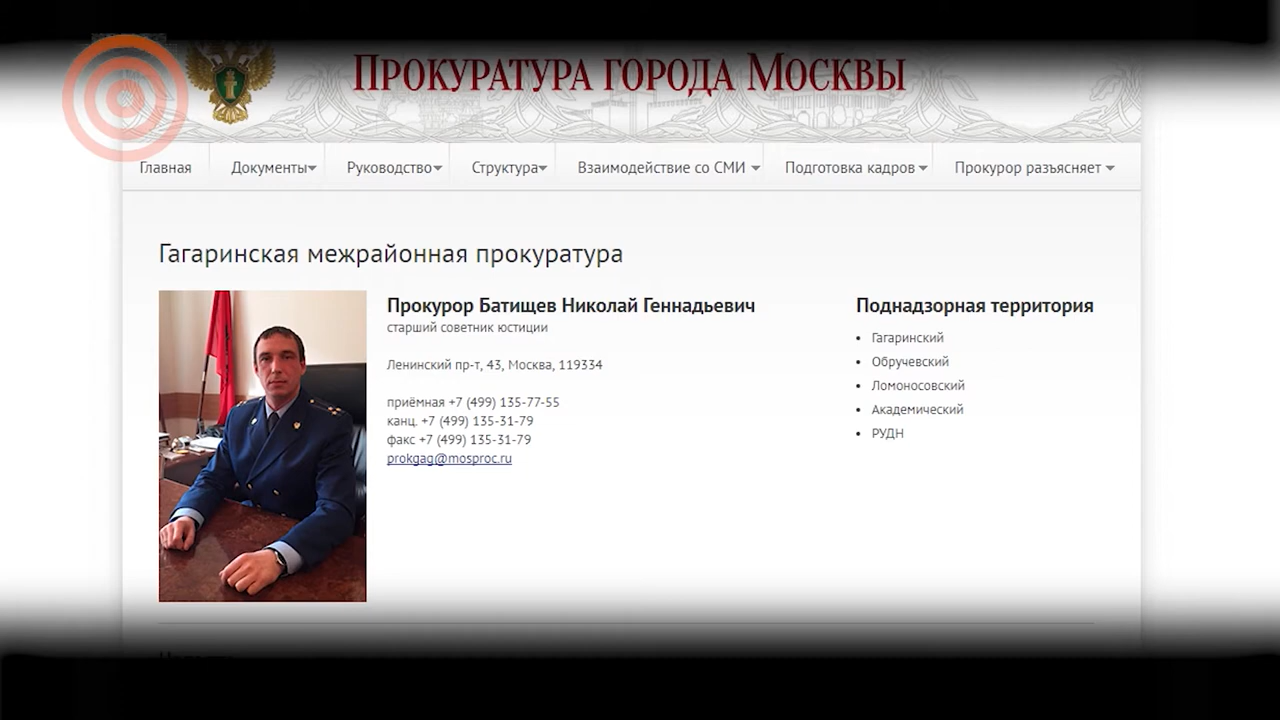 Прокуратура города Москвы
Главная Документы Руководство Структура Взаимодействие со СМИ Подготовка кадров Прокурор разъясняет
Гагаринская межрайонная прокуратура
Прокурор Батищев Николай Геннадьевич
старший советник юстиции
Ленинский пр-т, 43, Москва, 119334
приёмная +7 (499) 135-77-55
канц. +7 (499) 135-31-79
факс +7 (499) 135-31-79
prokgag@mosproc.ru
Поднадзорная территория
Гагаринский
Обручевский
Ломоносовский
Академический
РУДН